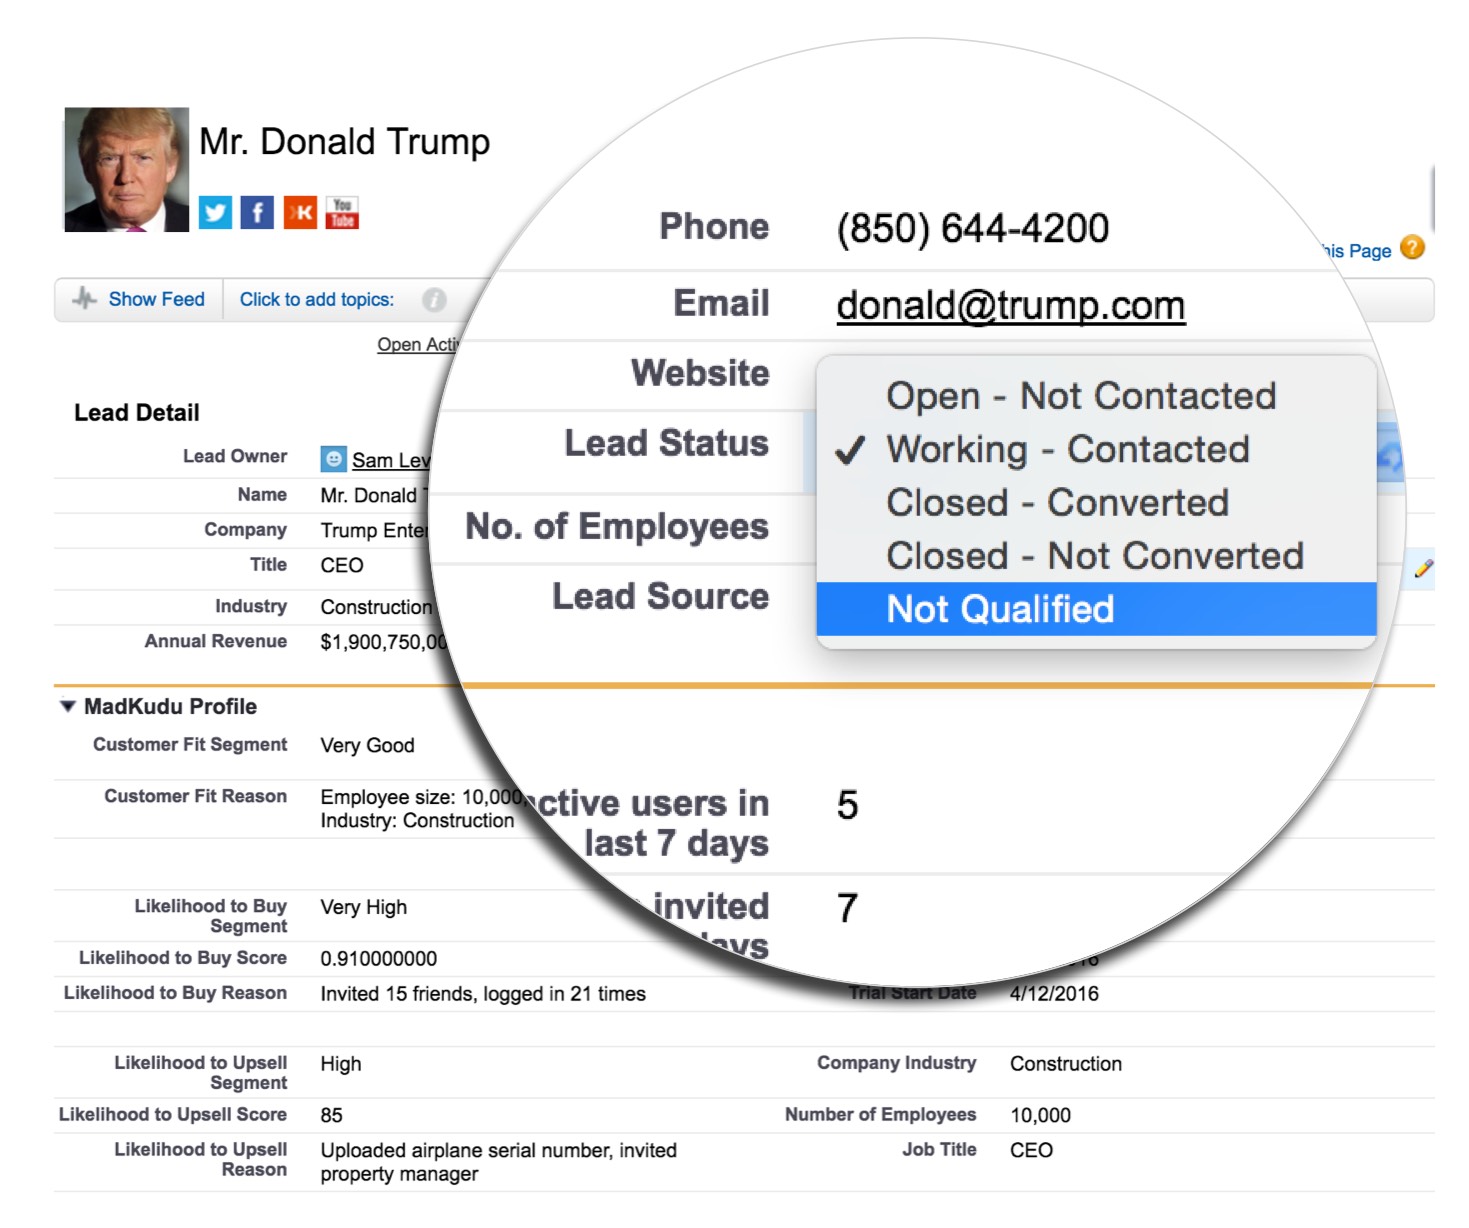 Mr. Donald Trump
You
Tube
Phone (850) 644-4200
his Page ?
Email donald@trump.com
Show Feed Click to add topics: i
Open Acti
Website
Open - Not Contacted
Lead Status ✓ Working - Contacted
Closed - Converted
No. of Employees
Closed - Not Converted
Lead Source Not Qualified
Lead Detail
Lead Owner Sam Lev
Name Mr. Donald
Company Trump Enter
Title CEO
Industry Construction
Annual Revenue $1,900,750,00
MadKudu Profile
Customer Fit Segment Very Good
Customer Fit Reason Employee size: 10,000,
Industry: Construction
active users in 5
last 7 days
invited 7
days
Likelihood to Buy Very High
Segment
Likelihood to Buy Score 0.910000000
Likelihood to Buy Reason Invited 15 friends, logged in 21 times Trial Start Date 4/12/2016
Likelihood to Upsell High Company Industry Construction
Segment
Likelihood to Upsell Score 85 Number of Employees 10,000
Likelihood to Upsell Uploaded airplane serial number, invited Job Title CEO
Reason property manager